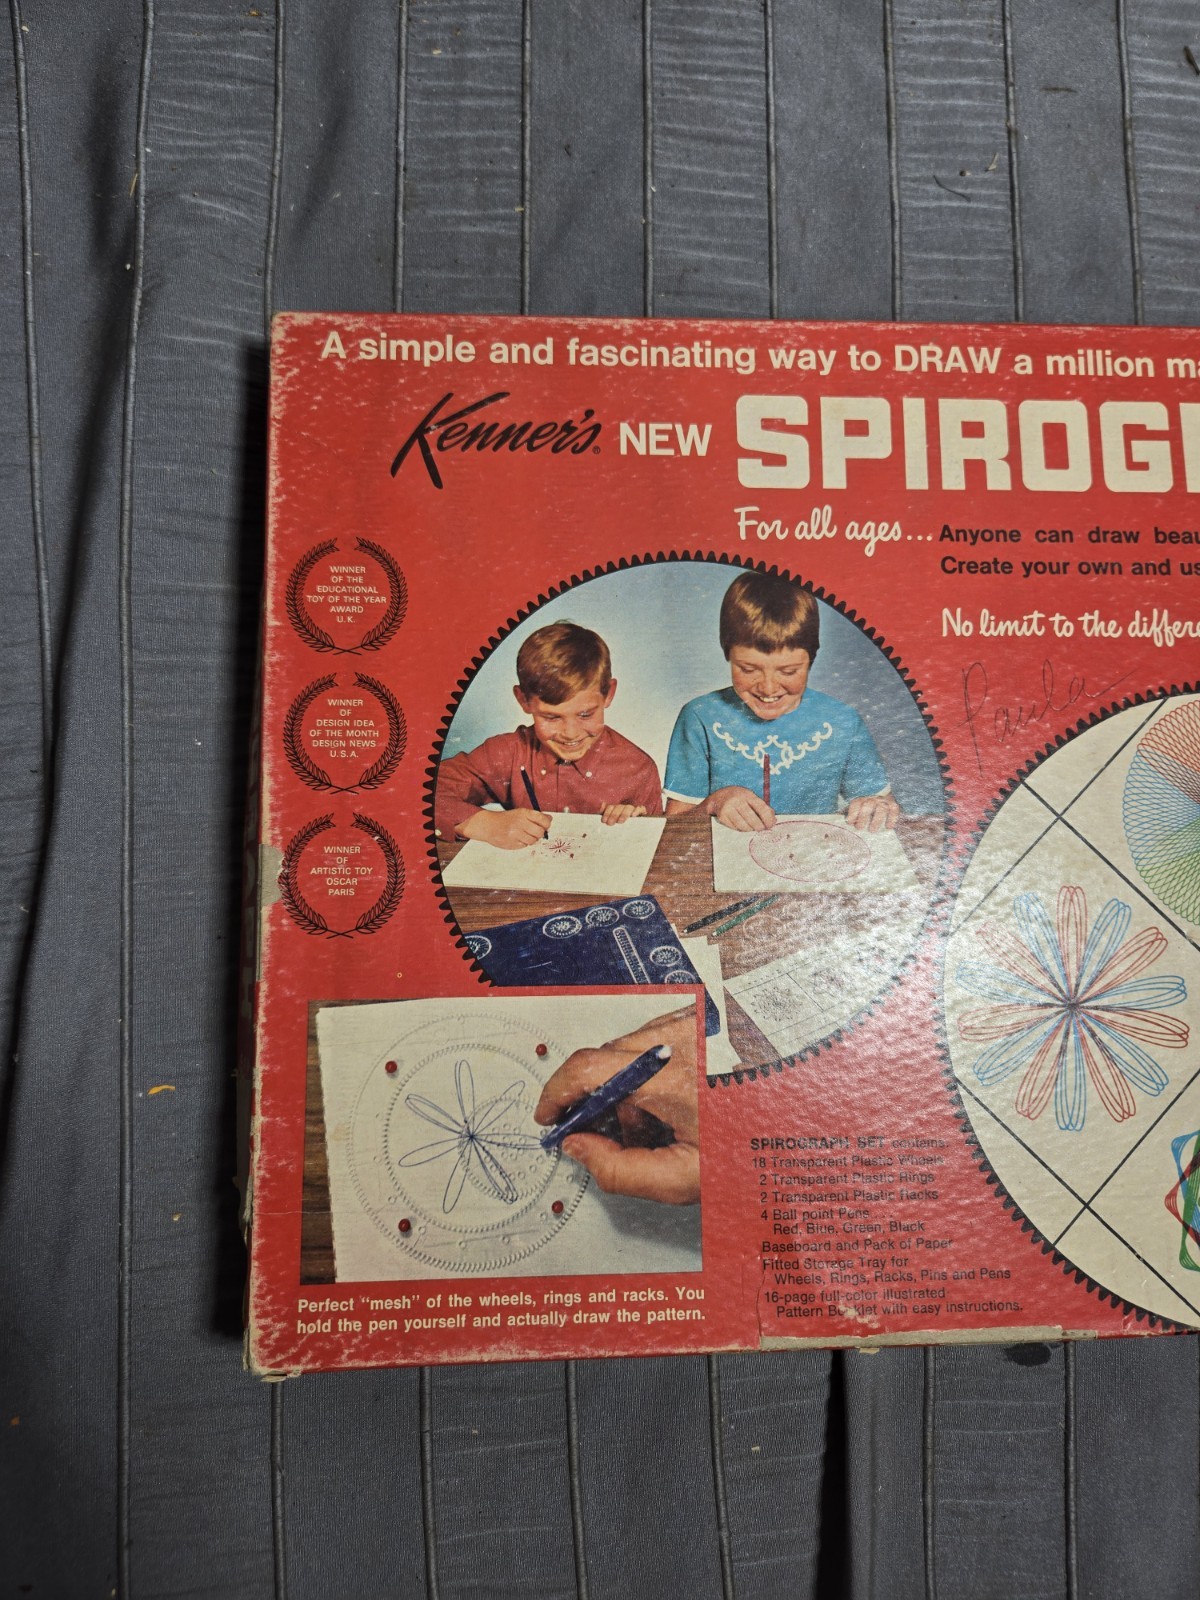 A simple and fascinating way to DRAW a million ma
Kenner's® NEW SPIROG
For all ages... Anyone can draw beau
Create your own and us
No limit to the differe
Paula
WINNER
OF THE
EDUCATIONAL
TOY OF THE YEAR
AWARD
U.K.
WINNER
OF
DESIGN IDEA
OF THE MONTH
DESIGN NEWS
U.S.A.
WINNER
OF
ARTISTIC TOY
OSCAR
PARIS
SPIROGRAPH SET contains:
18 Transparent Plastic Wheels
2 Transparent Plastic Rings
2 Transparent Plastic Racks
4 Ball point Pens . . .
Red, Blue, Green, Black
Baseboard and Pack of Paper
Fitted Storage Tray for
Wheels, Rings, Racks, Pins and Pens
16-page full-color illustrated
Pattern Booklet with easy instructions.
Perfect "mesh" of the wheels, rings and racks. You
hold the pen yourself and actually draw the pattern.